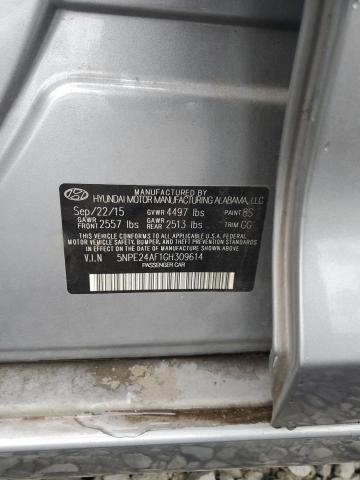 MANUFACTURED BY
HYUNDAI MOTOR MANUFACTURING ALABAMA, LLC
Sep/22/15 GVWR 4497 lbs PAINT 8S
GAWR FRONT 2557 lbs GAWR REAR 2513 lbs TRIM GG
THIS VEHICLE CONFORMS TO ALL APPLICABLE U.S.A. FEDERAL
MOTOR VEHICLE SAFETY, BUMPER, AND THEFT PREVENTION
STANDARDS IN EFFECT ON THE DATE OF MANUFACTURE SHOWN ABOVE.
V.I.N 5NPE24AF1GH309614
PASSENGER CAR